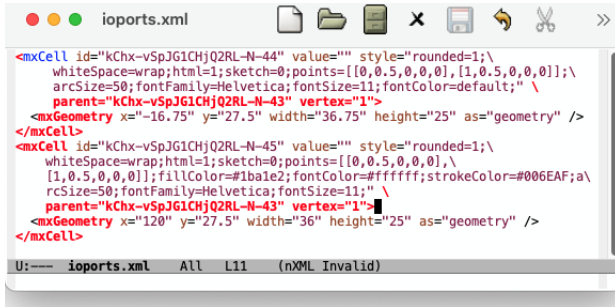 ioports.xml
<mxCell id="kChx-vSpJG1CHjQ2RL-N-44" value="" style="rounded=1;\
whiteSpace=wrap;html=1;sketch=0;points=[[0,0.5,0,0,0],[1,0.5,0,0,0]];\
arcSize=50;fontFamily=Helvetica;fontSize=11;fontColor=default;" \
parent="kChx-vSpJG1CHjQ2RL-N-43" vertex="1">
<mxGeometry x="-16.75" y="27.5" width="36.75" height="25" as="geometry" />
</mxCell>
<mxCell id="kChx-vSpJG1CHjQ2RL-N-45" value="" style="rounded=1;\
whiteSpace=wrap;html=1;sketch=0;points=[[0,0.5,0,0,0],\
[1,0.5,0,0,0]];fillColor=#1ba1e2;fontColor=#ffffff;strokeColor=#006EAF;a\
rcSize=50;fontFamily=Helvetica;fontSize=11;" \
parent="kChx-vSpJG1CHjQ2RL-N-43" vertex="1">
<mxGeometry x="120" y="27.5" width="36" height="25" as="geometry" />
</mxCell>
U:--- ioports.xml All L11 (nXML Invalid)